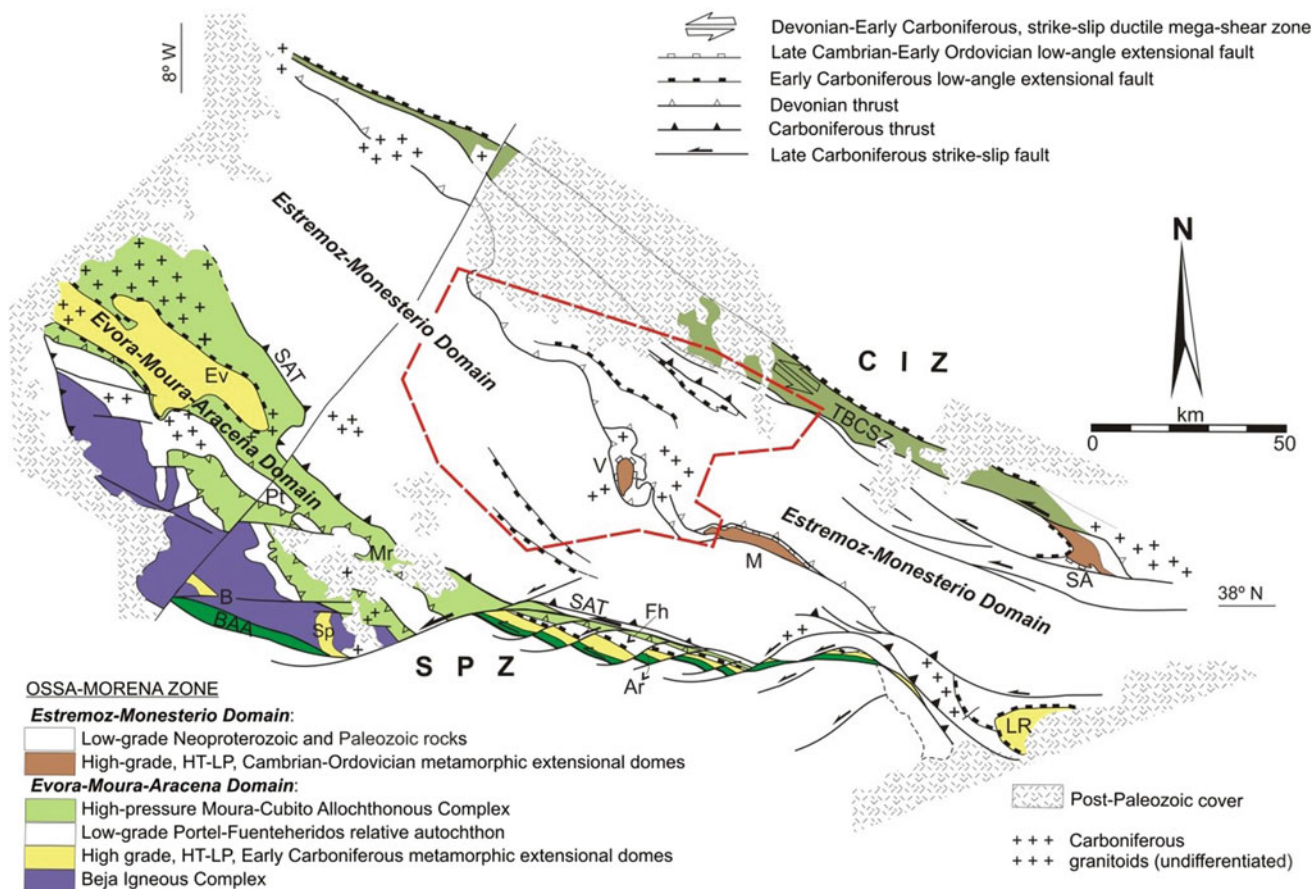 8º W
Devonian-Early Carboniferous, strike-slip ductile mega-shear zone
Late Cambrian-Early Ordovician low-angle extensional fault
Early Carboniferous low-angle extensional fault
Devonian thrust
Carboniferous thrust
Late Carboniferous strike-slip fault
N
km
0 50
Estremoz-Monesterio Domain
C I Z
TBCSZ
Evora-Moura-Aracena Domain
Ev
SAT
V
Pt
Mr
M
Estremoz-Monesterio Domain
SA
38º N
B
BAA
Sp
SAT
Fh
S P Z
Ar
LR
OSSA-MORENA ZONE
Estremoz-Monesterio Domain:
Low-grade Neoproterozoic and Paleozoic rocks
High-grade, HT-LP, Cambrian-Ordovician metamorphic extensional domes
Evora-Moura-Aracena Domain:
High-pressure Moura-Cubito Allochthonous Complex
Low-grade Portel-Fuenteheridos relative autochthon
High grade, HT-LP, Early Carboniferous metamorphic extensional domes
Beja Igneous Complex
Post-Paleozoic cover
Carboniferous
granitoids (undifferentiated)